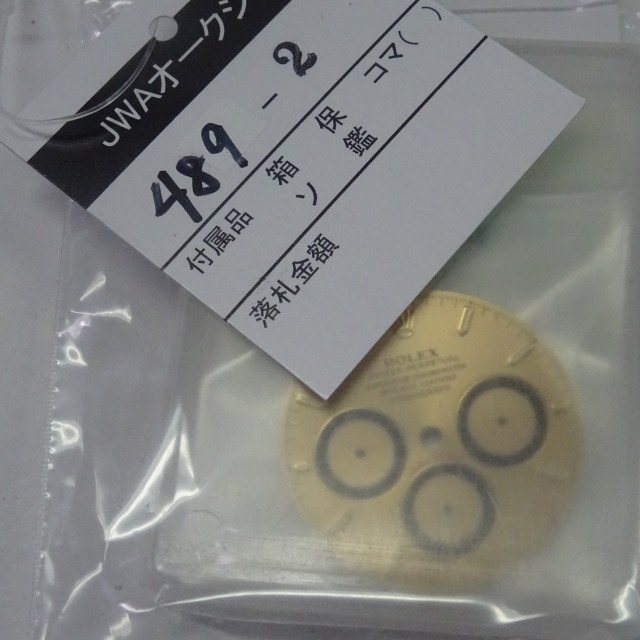 JWAオークシ
489 - 2
付属品 箱 保 コマ( )
ソ 鑑
落札金額
ROLEX